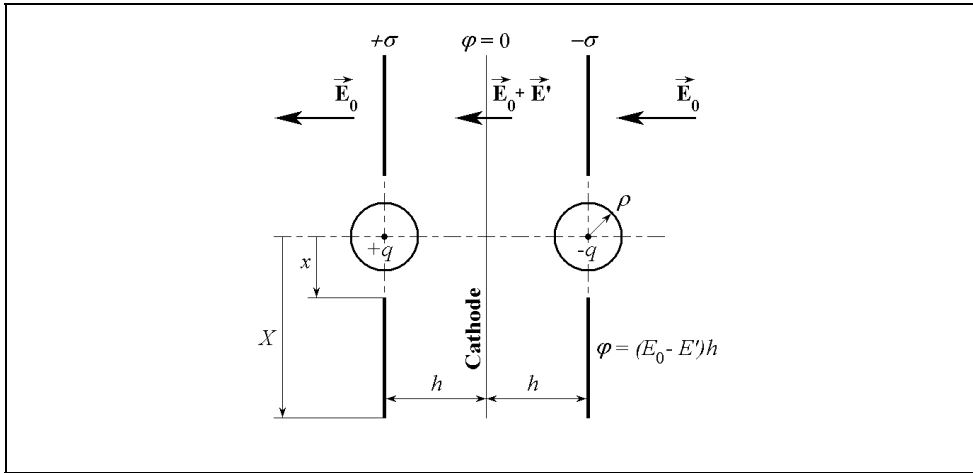 +σ φ = 0 −σ
E₀ E₀ + E' E₀
ρ
+q -q
x
X
Cathode
φ = (E₀ - E')h
h h